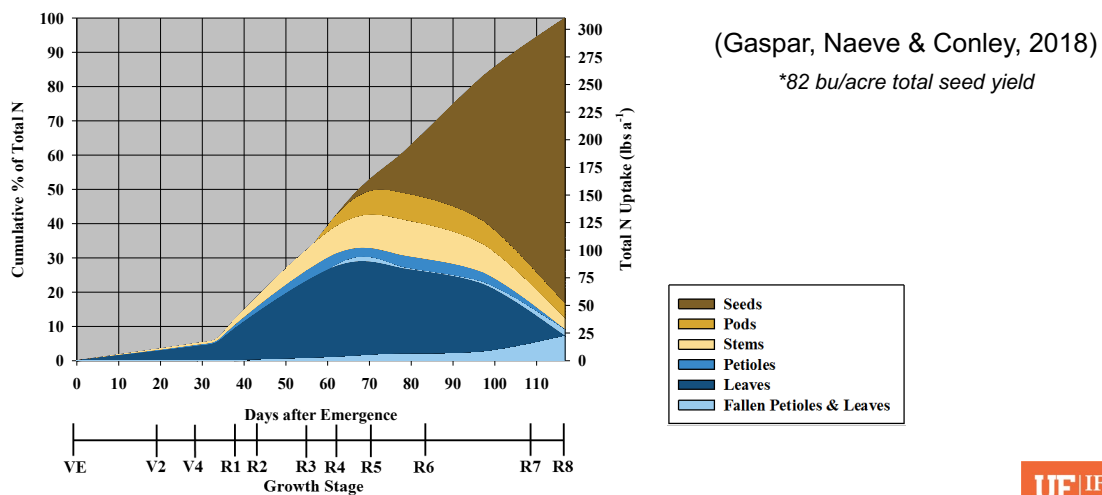 (Gaspar, Naeve & Conley, 2018)
*82 bu/acre total seed yield
Cumulative % of Total N
100
90
80
70
60
50
40
30
20
10
0
Total N Uptake (lbs a⁻¹)
300
275
250
225
200
175
150
125
100
75
50
25
0
0 10 20 30 40 50 60 70 80 90 100 110
Days after Emergence
VE V2 V4 R1 R2 R3 R4 R5 R6 R7 R8
Growth Stage
Seeds
Pods
Stems
Petioles
Leaves
Fallen Petioles & Leaves